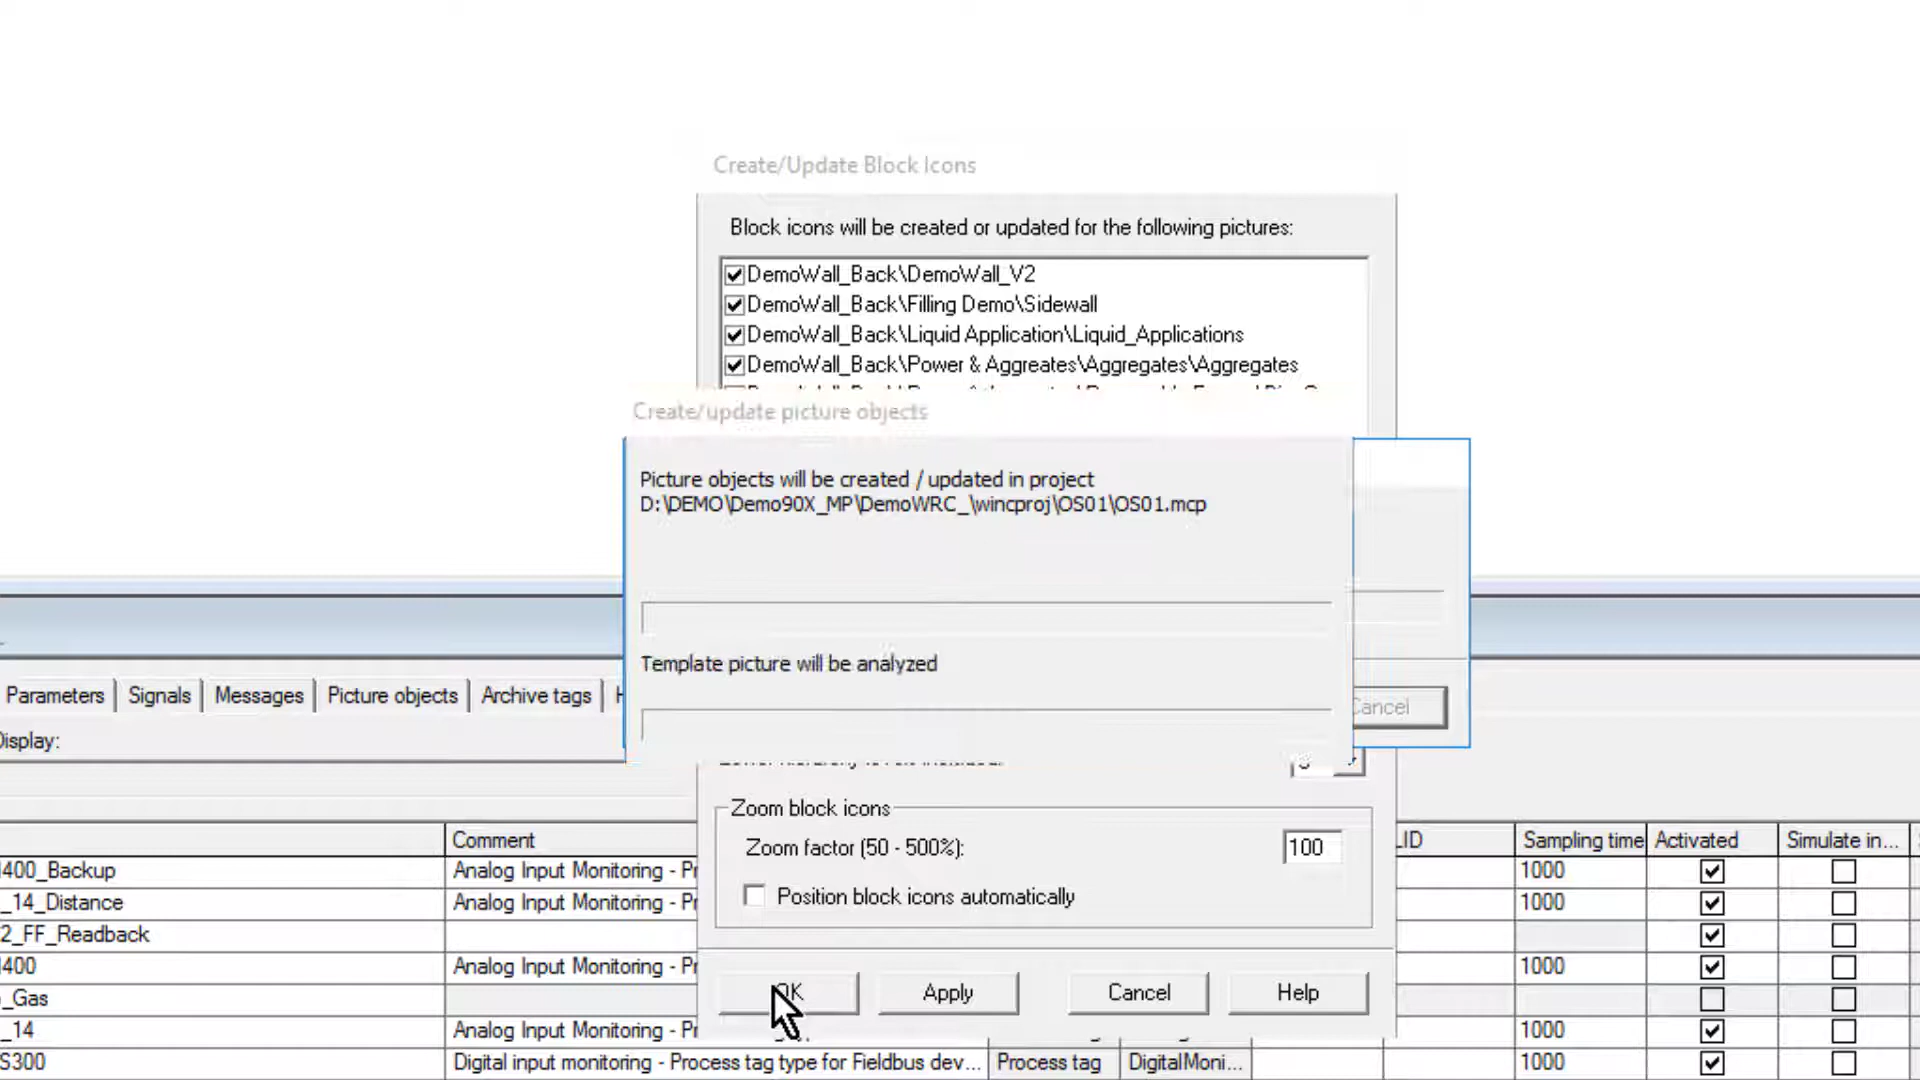 Create/Update Block Icons
Block icons will be created or updated for the following pictures:
DemoWall_Back\DemoWall_V2
DemoWall_Back\Filling Demo\Sidewall
DemoWall_Back\Liquid Application\Liquid_Applications
DemoWall_Back\Power & Aggreates\Aggregates\Aggregates
Create/update picture objects
Picture objects will be created / updated in project
D:\DEMO\Demo90X_MP\DemoWRC_\wincproj\OS01\OS01.mcp
Template picture will be analyzed
Parameters Signals Messages Picture objects Archive tags H
Cancel
Display:
Zoom block icons
Zoom factor (50 - 500%): 100
Position block icons automatically
OK Apply Cancel Help
Comment ID Sampling time Activated Simulate in...
400_Backup Analog Input Monitoring - Pr 1000
_14_Distance Analog Input Monitoring - Pr 1000
2_FF_Readback
400 Analog Input Monitoring - Pr 1000
_Gas
_14 Analog Input Monitoring - Pr 1000
S300 Digital input monitoring - Process tag type for Fieldbus dev... Process tag DigitalMoni... 1000